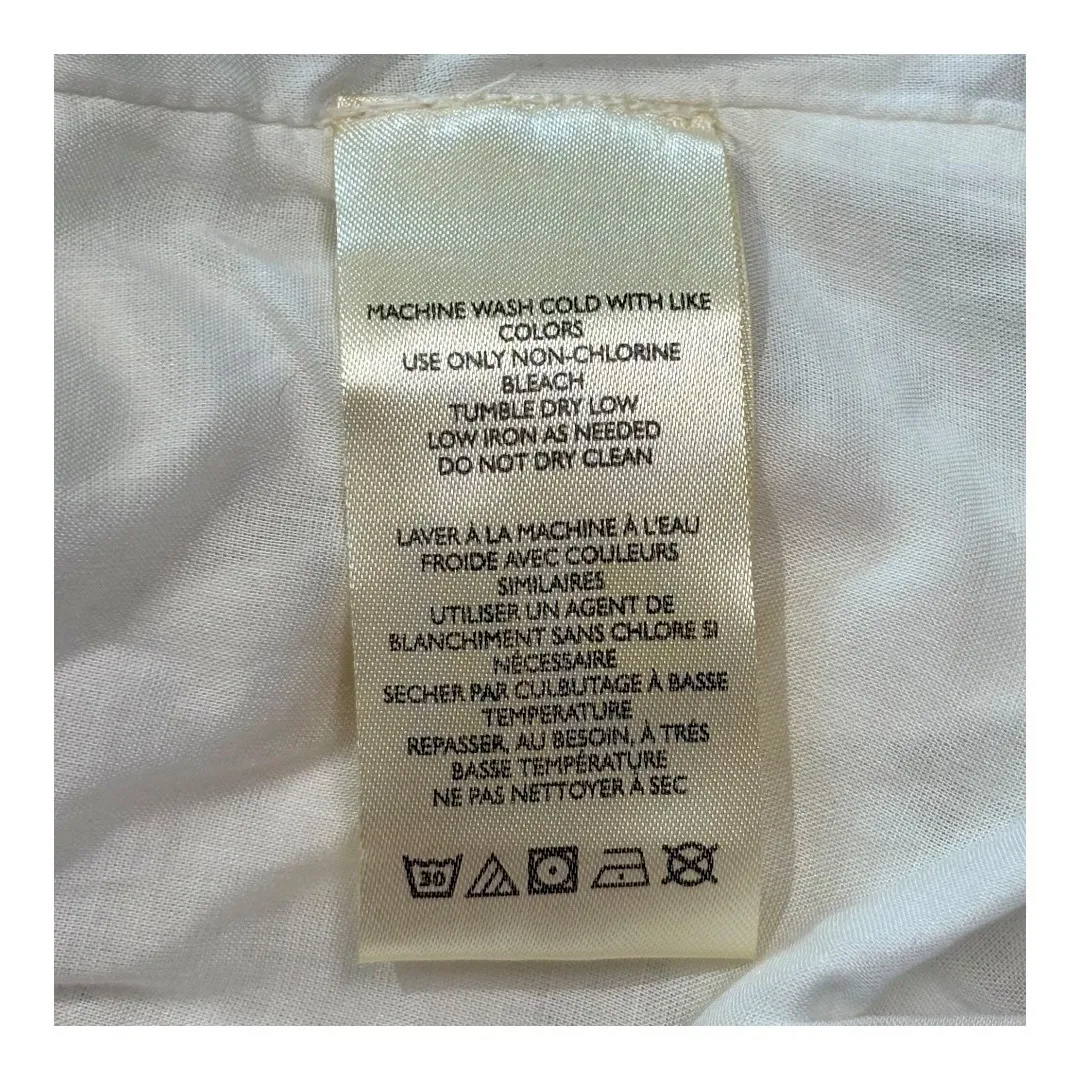 MACHINE WASH COLD WITH LIKE
COLORS
USE ONLY NON-CHLORINE
BLEACH
TUMBLE DRY LOW
LOW IRON AS NEEDED
DO NOT DRY CLEAN
LAVER À LA MACHINE À L'EAU
FROIDE AVEC COULEURS
SIMILAIRES
UTILISER UN AGENT DE
BLANCHIMENT SANS CHLORE SI
NÉCESSAIRE
SECHER PAR CULBUTAGE À BASSE
TEMPERATURE
REPASSER, AU BESOIN, À TRÉS
BASSE TEMPÉRATURE
NE PAS NETTOYER À SEC
30